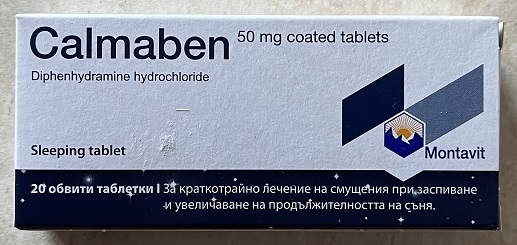 Calmaben 50 mg coated tablets
Diphenhydramine hydrochloride
Sleeping tablet
Montavit
20 обвити таблетки I За краткотрайно лечение на смущения при заспиване
и увеличаване на продължителността на съня.